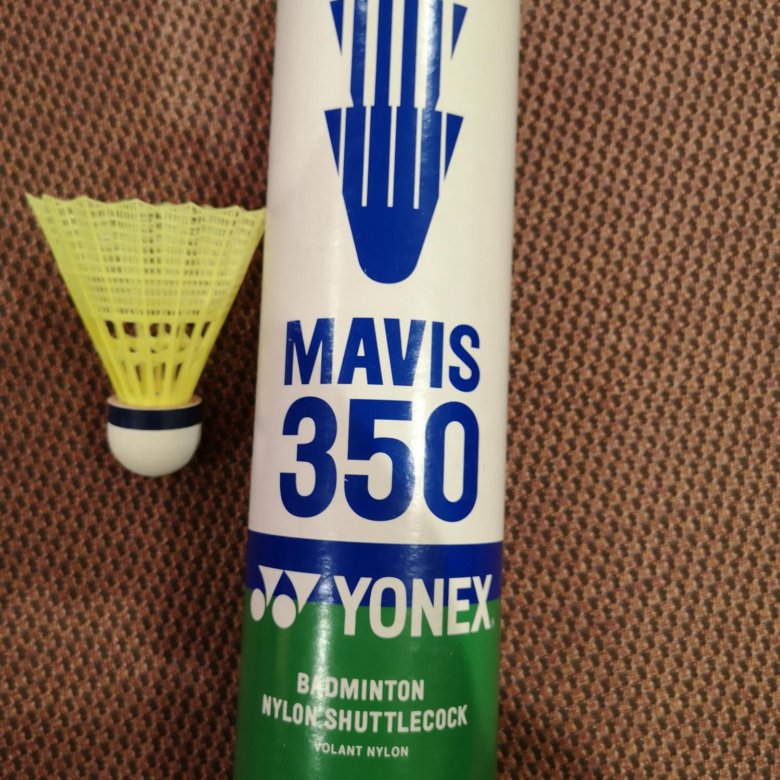 MAVIS
350
YONEX
BADMINTON
NYLON SHUTTLECOCK
VOLANT NYLON